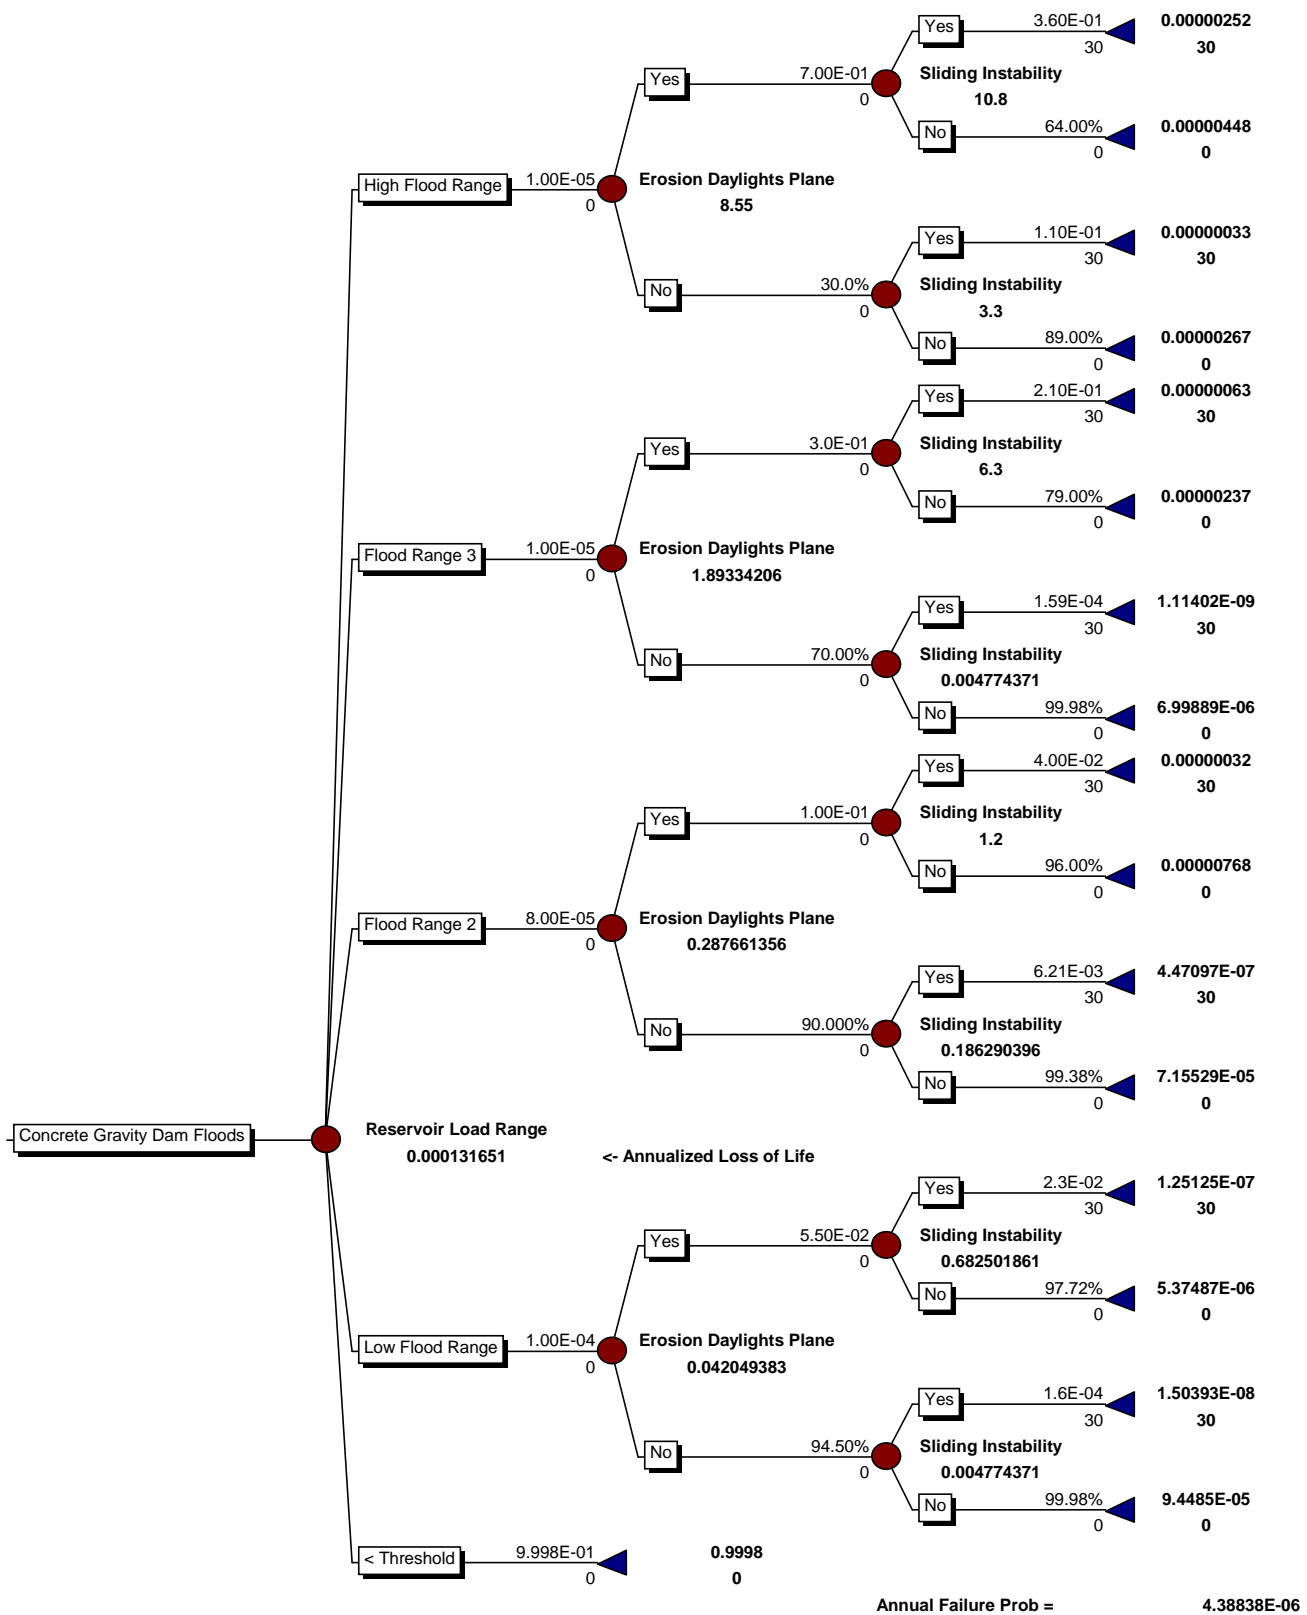 Yes 3.60E-01 0.00000252
30 30
Yes 7.00E-01 Sliding Instability
0 10.8
No 64.00% 0.00000448
0 0
High Flood Range 1.00E-05 Erosion Daylights Plane
0 8.55
Yes 1.10E-01 0.00000033
30 30
No 30.0% Sliding Instability
0 3.3
No 89.00% 0.00000267
0 0
Yes 2.10E-01 0.00000063
30 30
Yes 3.0E-01 Sliding Instability
0 6.3
No 79.00% 0.00000237
0 0
Flood Range 3 1.00E-05 Erosion Daylights Plane
0 1.89334206
Yes 1.59E-04 1.11402E-09
30 30
No 70.00% Sliding Instability
0 0.004774371
No 99.98% 6.99889E-06
0 0
Yes 4.00E-02 0.00000032
30 30
Yes 1.00E-01 Sliding Instability
0 1.2
No 96.00% 0.00000768
0 0
Flood Range 2 8.00E-05 Erosion Daylights Plane
0 0.287661356
Yes 6.21E-03 4.47097E-07
30 30
No 90.000% Sliding Instability
0 0.186290396
No 99.38% 7.15529E-05
0 0
Concrete Gravity Dam Floods Reservoir Load Range
0.000131651 <- Annualized Loss of Life
Yes 2.3E-02 1.25125E-07
30 30
Yes 5.50E-02 Sliding Instability
0 0.682501861
No 97.72% 5.37487E-06
0 0
Low Flood Range 1.00E-04 Erosion Daylights Plane
0 0.042049383
Yes 1.6E-04 1.50393E-08
30 30
No 94.50% Sliding Instability
0 0.004774371
No 99.98% 9.4485E-05
0 0
< Threshold 9.998E-01 0.9998
0 0
Annual Failure Prob = 4.38838E-06